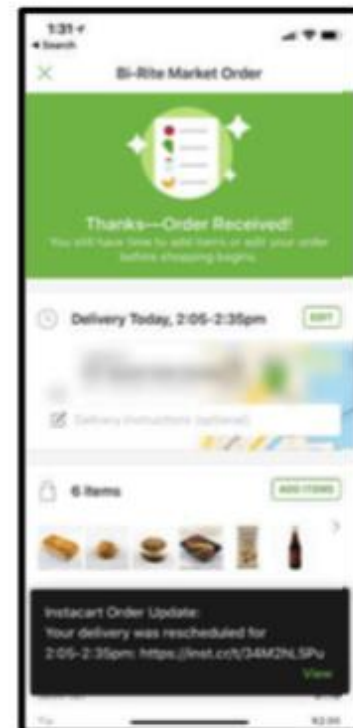 1:31
Search
Bi-Rite Market Order
Thanks—Order Received!
You still have time to add items or edit your order
before shopping begins.
Delivery Today, 2:05-2:35pm
EDIT
Delivery instructions (optional)
6 Items
ADD ITEMS
Instacart Order Update:
Your delivery was rescheduled for
2:05-2:35pm: https://inst.cr/t/34M2hLSPu
View
Tip